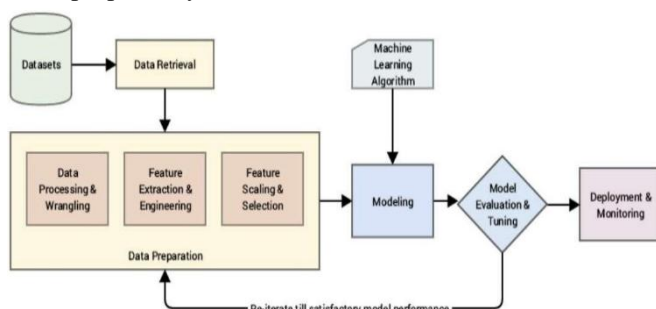 Datasets
Data Retrieval
Machine
Learning
Algorithm
Data
Processing &
Wrangling
Feature
Extraction &
Engineering
Feature
Scaling &
Selection
Data Preparation
Modeling
Model
Evaluation &
Tuning
Deployment &
Monitoring
Re-iterate till satisfactory model performance